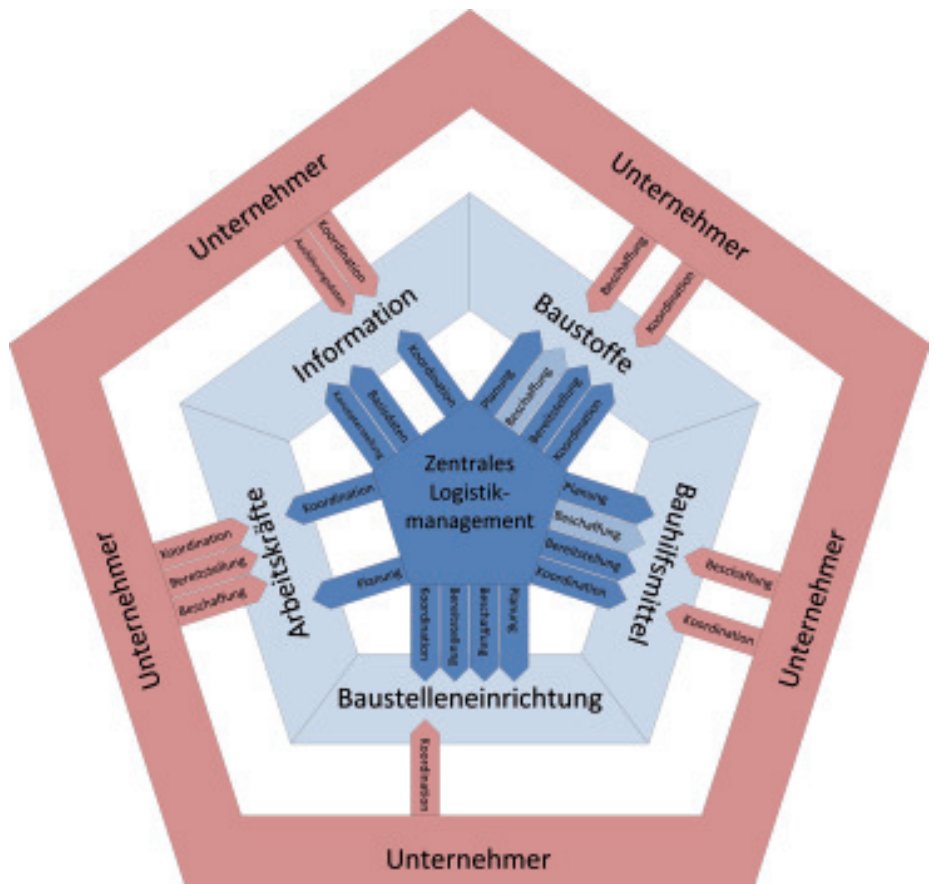 Unternehmer
Unternehmer
Koordination
Ausführungsdaten
Beschaffung
Koordination
Information
Baustoffe
Koordination
Basisdaten
Planung
Beschaffung
Bereitstellung
Koordination
Zentrales
Logistik-
management
Arbeitskräfte
Koordination
Planung
Planung
Beschaffung
Bereitstellung
Koordination
Bauhilfsmittel
Unternehmer
Koordination
Bereitstellung
Beschaffung
Beschaffung
Koordination
Unternehmer
Koordination
Bereitstellung
Beschaffung
Planung
Baustelleneinrichtung
Koordination
Unternehmer